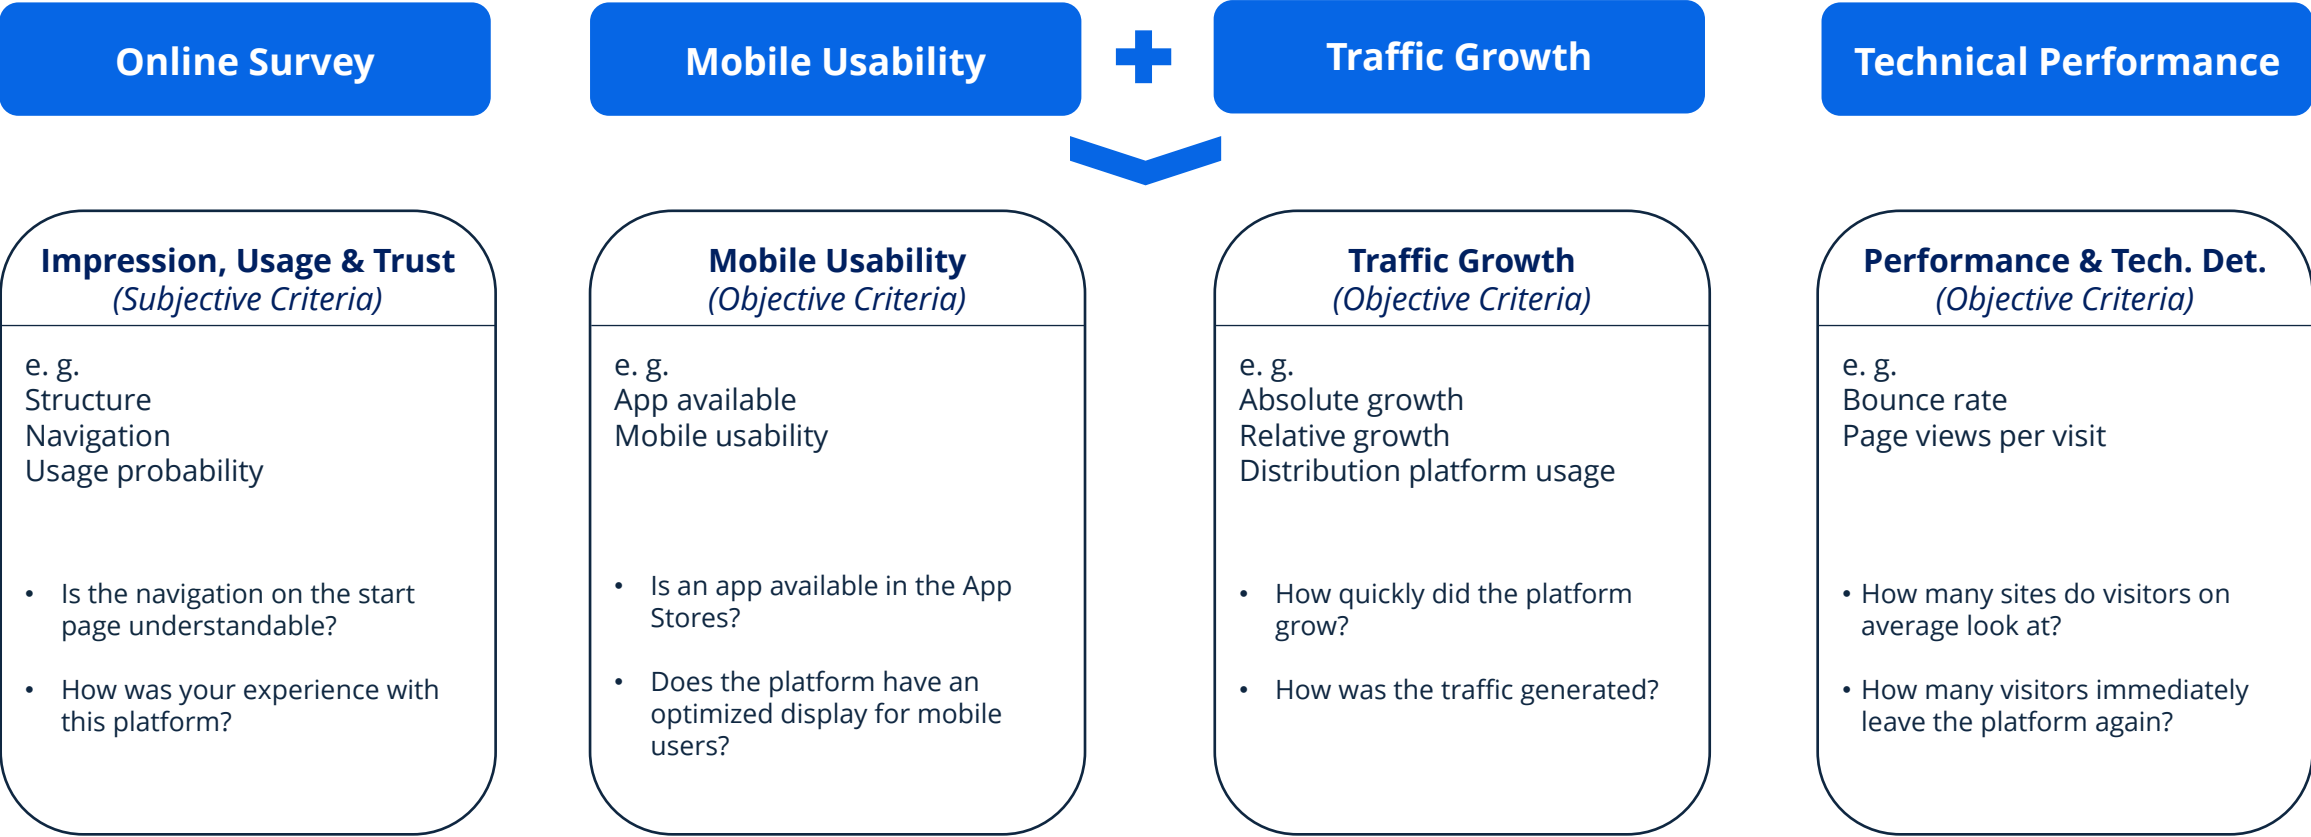 Online Survey
Mobile Usability
Traffic Growth
Technical Performance
Impression, Usage & Trust
(Subjective Criteria)
e. g.
Structure
Navigation
Usage probability
• Is the navigation on the start
page understandable?
• How was your experience with
this platform?
Mobile Usability
(Objective Criteria)
e. g.
App available
Mobile usability
• Is an app available in the App
Stores?
• Does the platform have an
optimized display for mobile
users?
Traffic Growth
(Objective Criteria)
e. g.
Absolute growth
Relative growth
Distribution platform usage
• How quickly did the platform
grow?
• How was the traffic generated?
Performance & Tech. Det.
(Objective Criteria)
e. g.
Bounce rate
Page views per visit
• How many sites do visitors on
average look at?
• How many visitors immediately
leave the platform again?